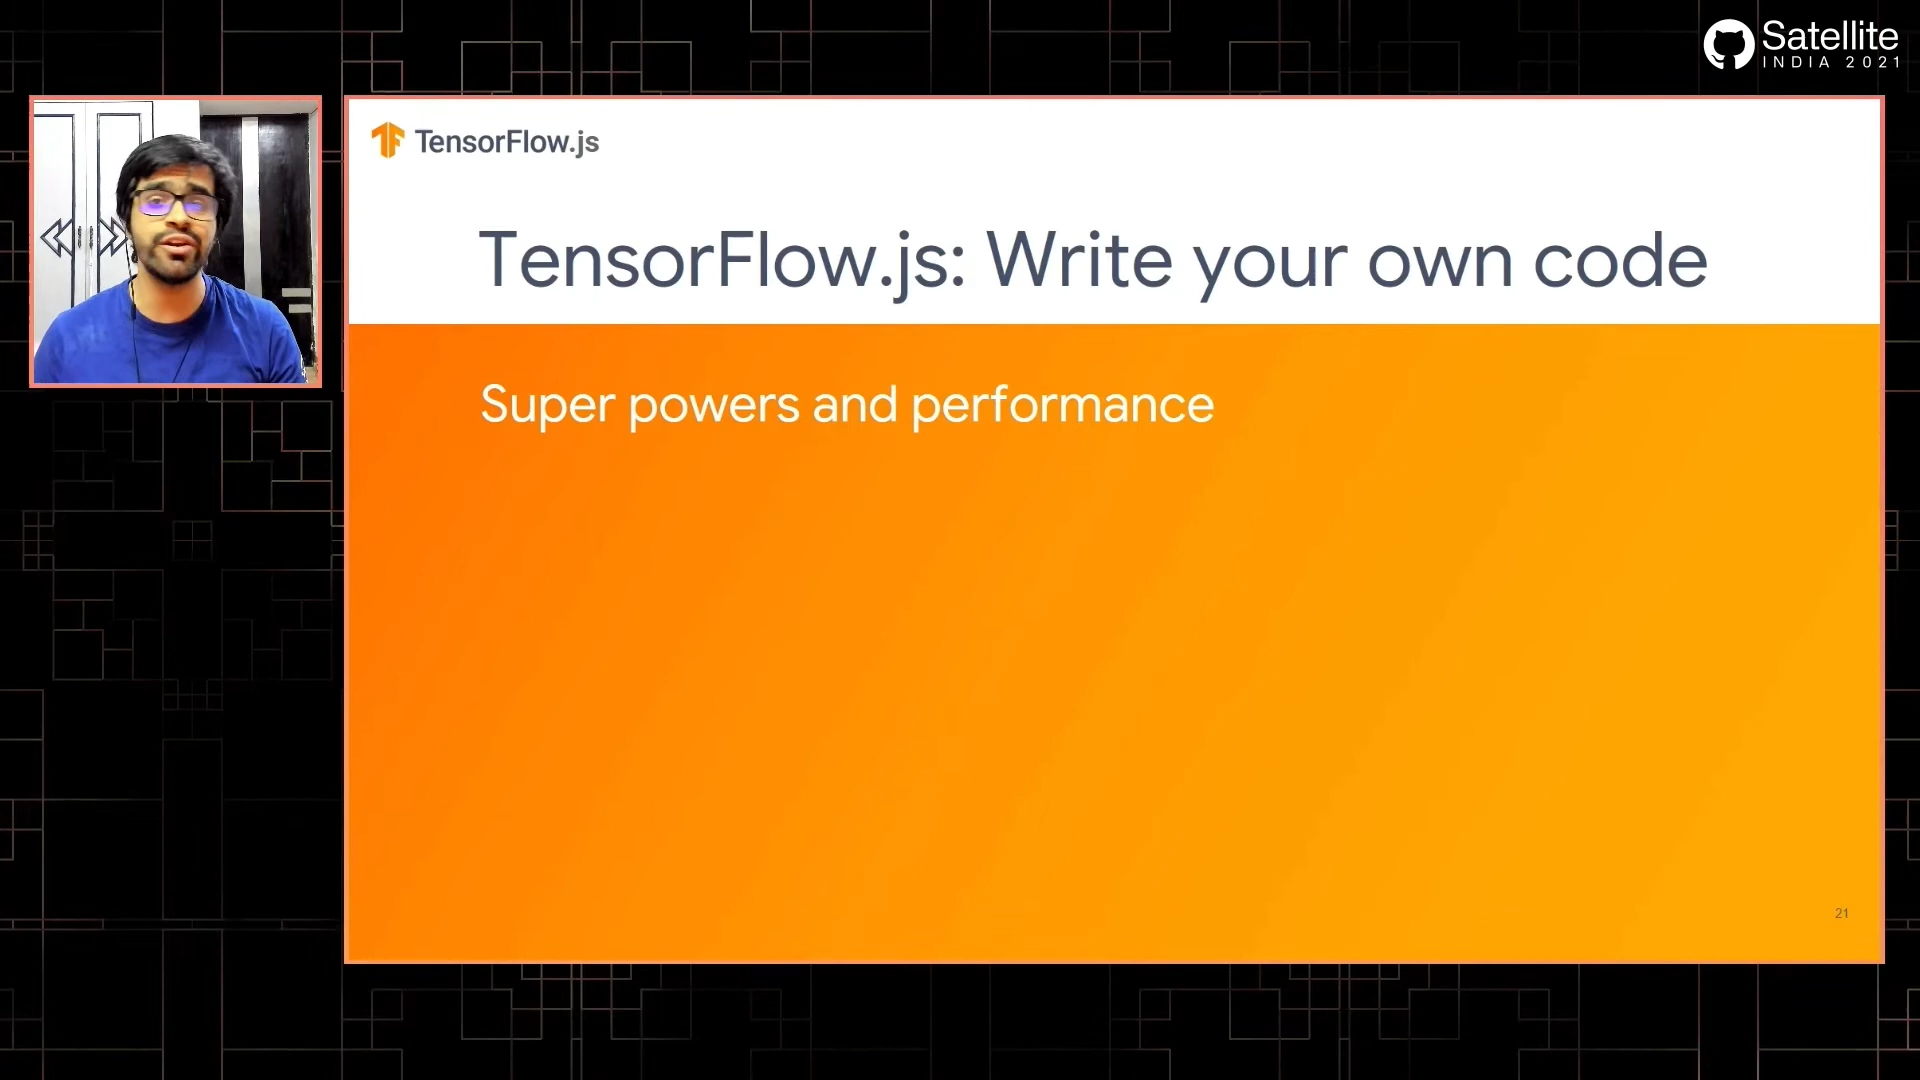 Satellite
INDIA 2021
TensorFlow.js
TensorFlow.js: Write your own code
Super powers and performance
21